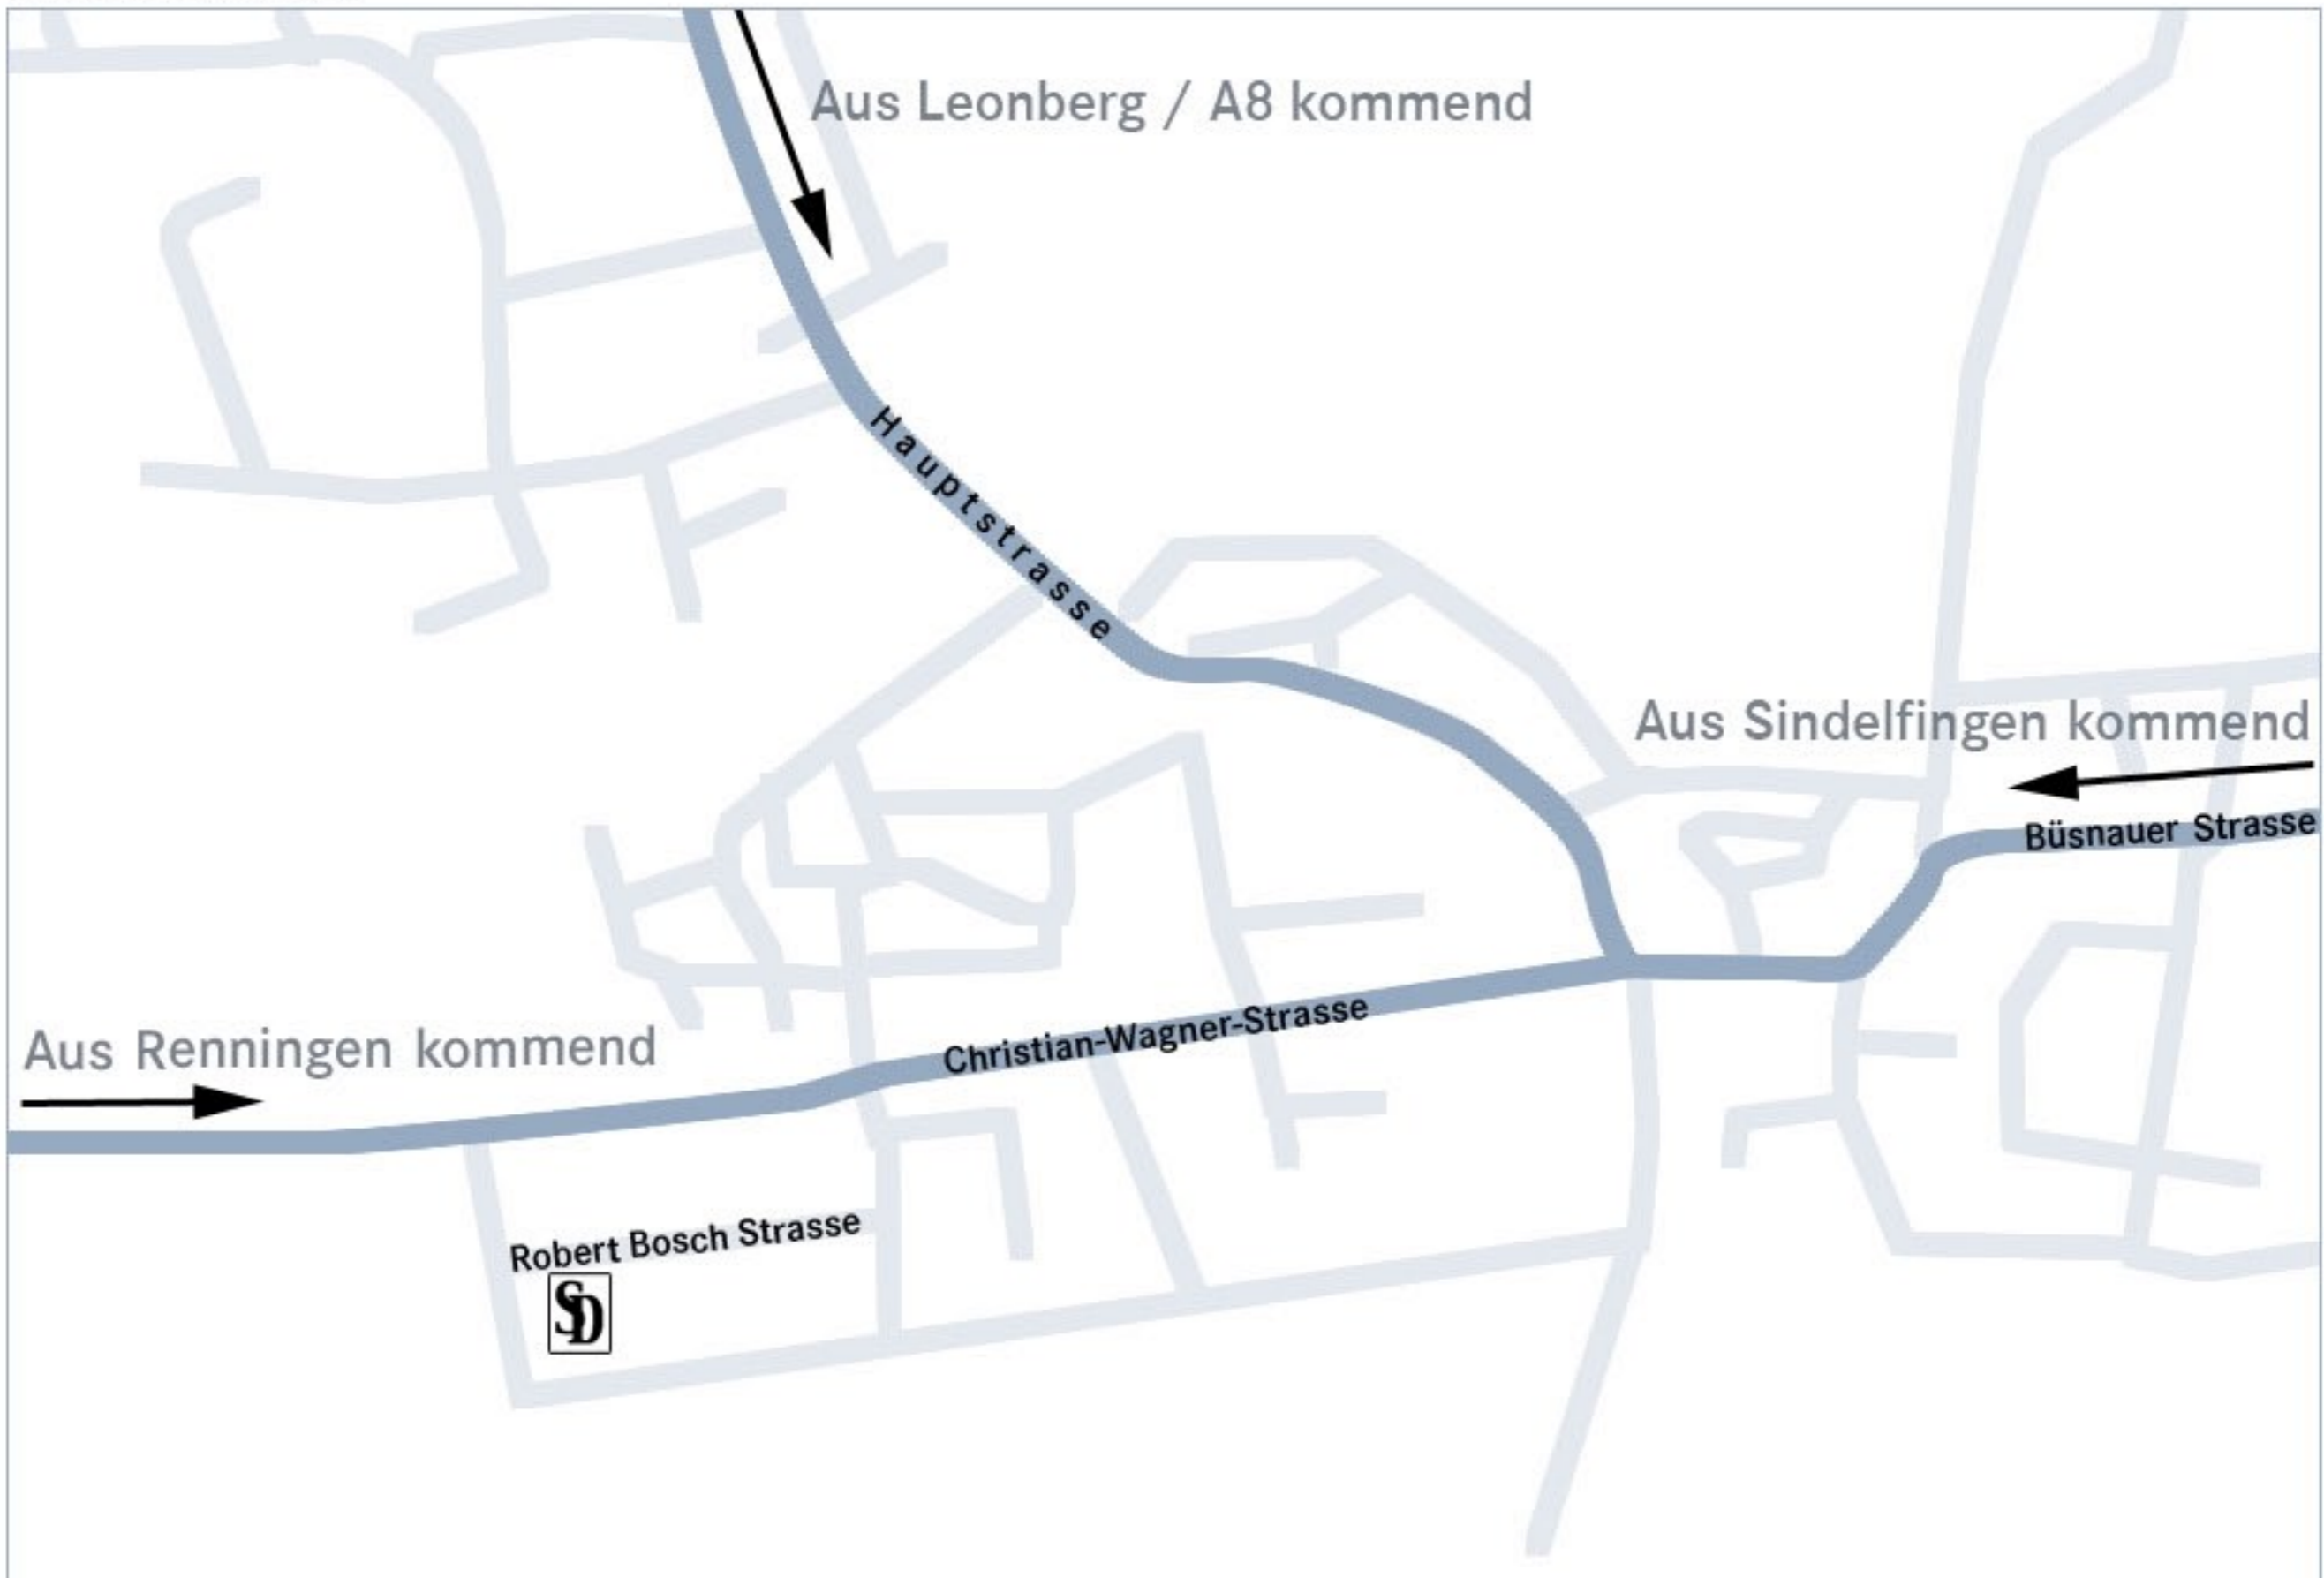 Aus Leonberg / A8 kommend
Hauptstrasse
Aus Sindelfingen kommend
Büsnauer Strasse
Aus Renningen kommend
Christian-Wagner-Strasse
Robert Bosch Strasse
SD